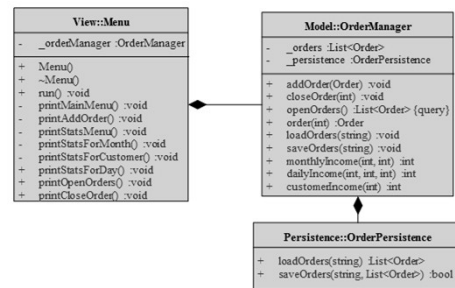 View::Menu
- _orderManager :OrderManager
+ Menu()
+ ~Menu()
+ run() :void
- printMainMenu() :void
- printAddOrder() :void
- printStatsMenu() :void
- printStatsForMonth() :void
- printStatsForCustomer() :void
+ printStatsForDay() :void
+ printOpenOrders() :void
+ printCloseOrder() :void
Model::OrderManager
- _orders :List<Order>
- _persistence :OrderPersistence
+ addOrder(Order) :void
+ closeOrder(int) :void
+ openOrders() :List<Order> {query}
+ order(int) :Order
+ loadOrders(string) :void
+ saveOrders(string) :void
+ monthlyIncome(int, int) :int
+ dailyIncome(int, int, int) :int
+ customerIncome(int) :int
Persistence::OrderPersistence
+ loadOrders(string) :List<Order>
+ saveOrders(string, List<Order>) :bool